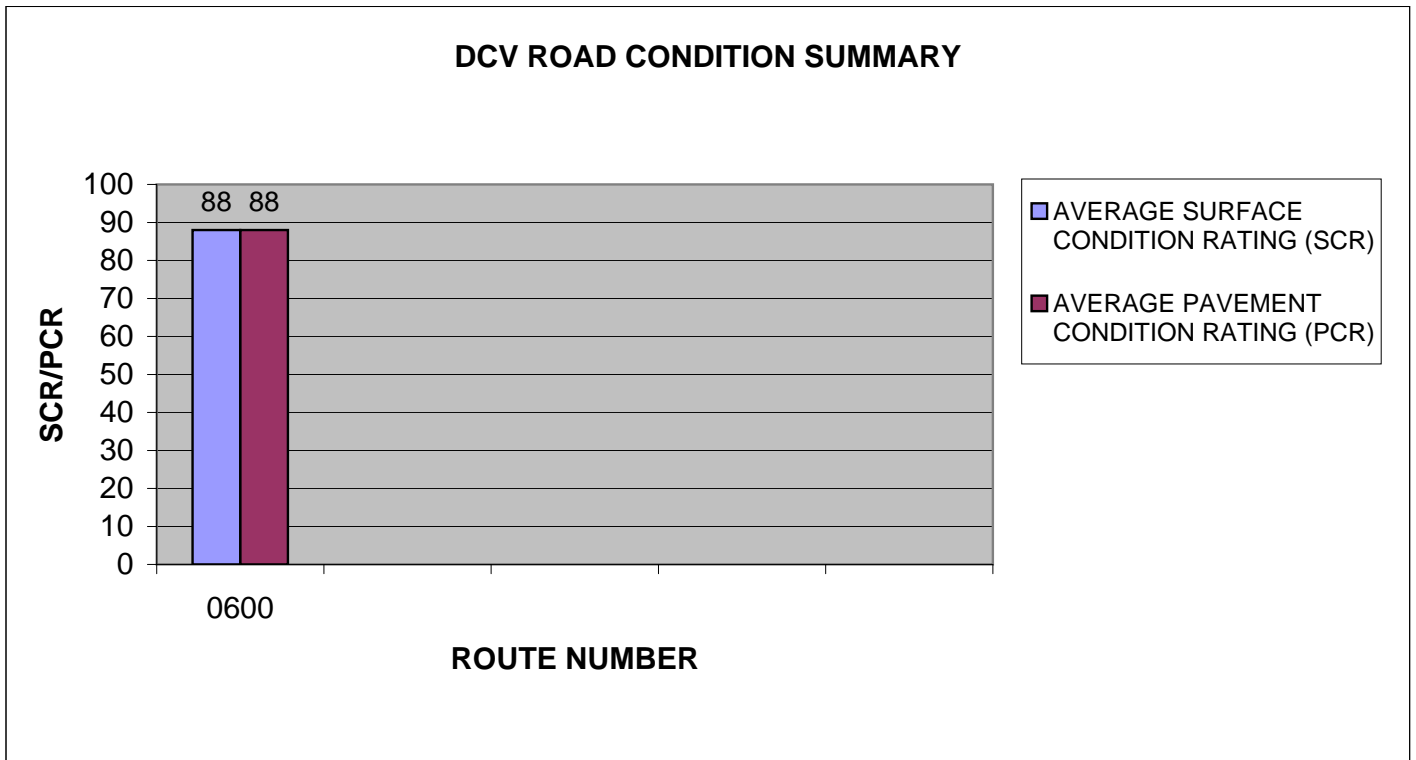 DCV ROAD CONDITION SUMMARY
100
90
80
70
60
50
40
30
20
10
0
SCR/PCR
88 88
0600
ROUTE NUMBER
AVERAGE SURFACE
CONDITION RATING (SCR)
AVERAGE PAVEMENT
CONDITION RATING (PCR)